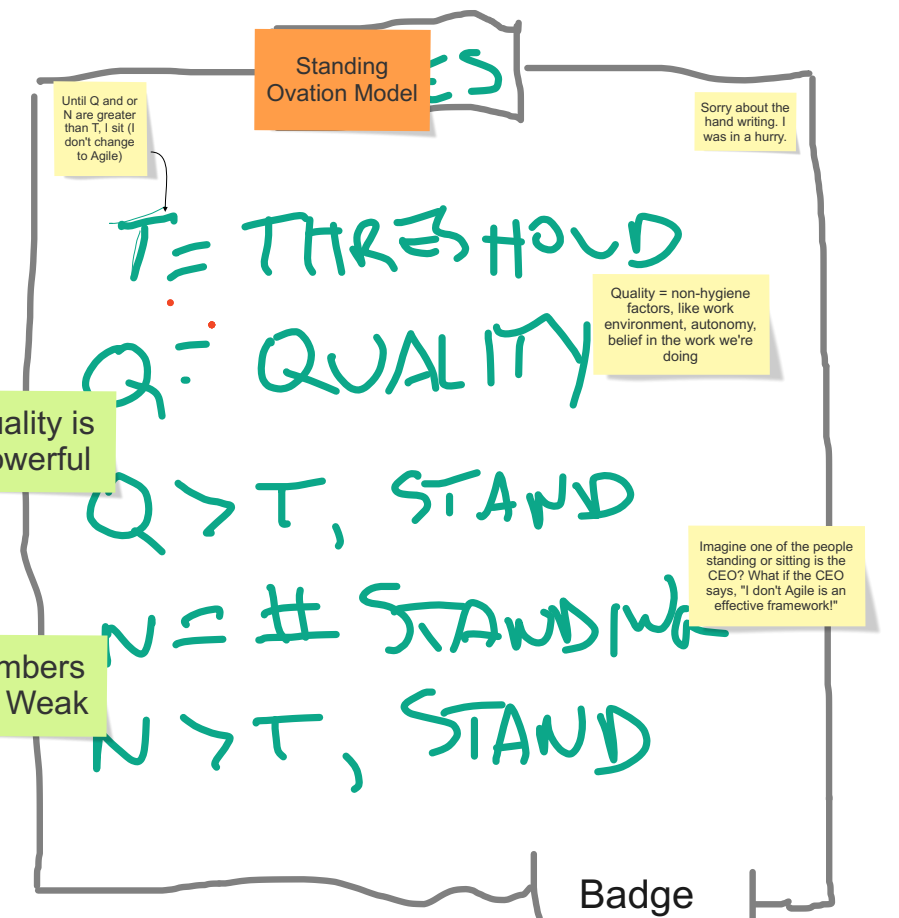 Standing
Ovation Model
ES
Until Q and or
N are greater
than T, I sit (I
don't change
to Agile)
Sorry about the
hand writing. I
was in a hurry.
T= THRESHOLD
Q= QUALITY
Quality = non-hygiene
factors, like work
environment, autonomy,
belief in the work we're
doing
uality is
owerful
Q > T, STAND
Imagine one of the people
standing or sitting is the
CEO? What if the CEO
says, "I don't Agile is an
effective framework!"
N = # STANDING
mbers
Weak
N > T, STAND
Badge